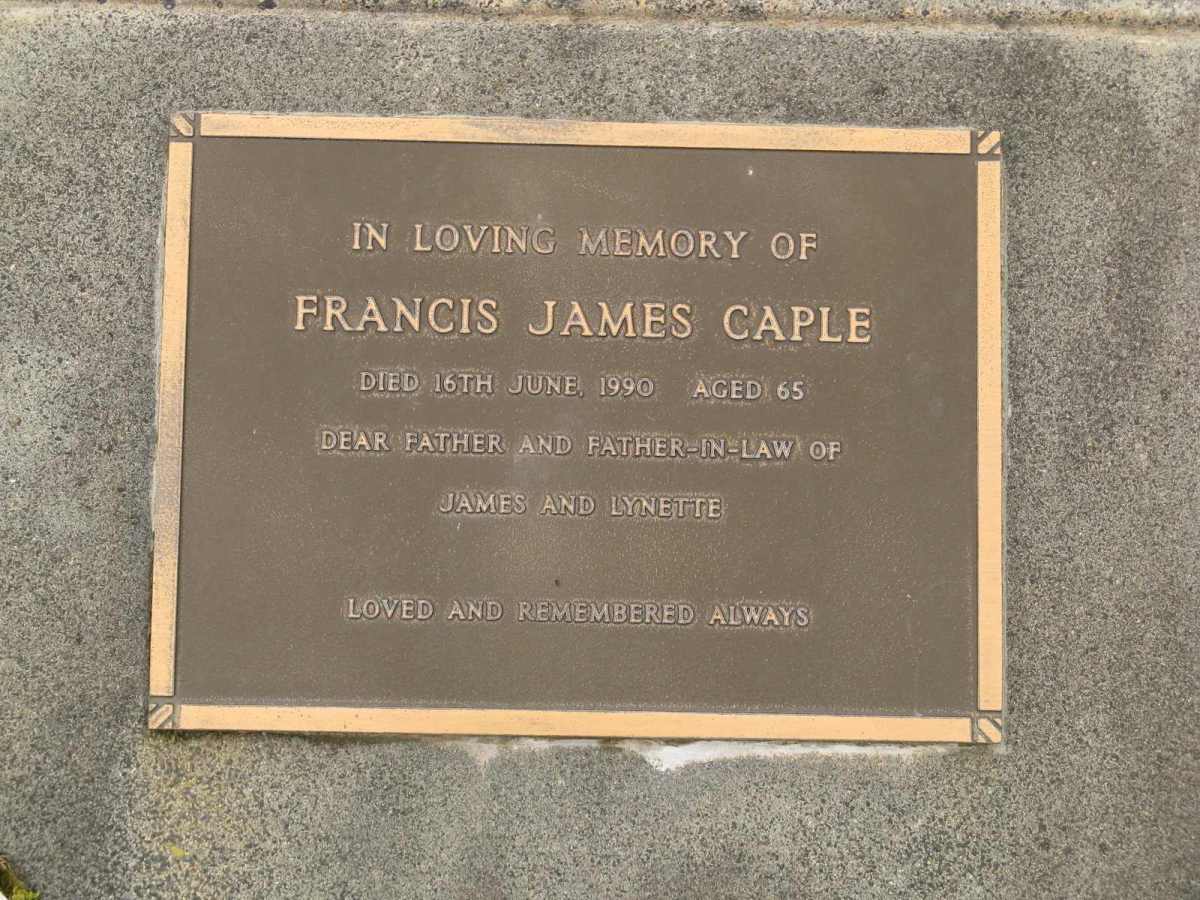 IN LOVING MEMORY OF
FRANCIS JAMES CAPLE
DIED 16TH JUNE, 1990 AGED 65
DEAR FATHER AND FATHER-IN-LAW OF
JAMES AND LYNETTE
LOVED AND REMEMBERED ALWAYS